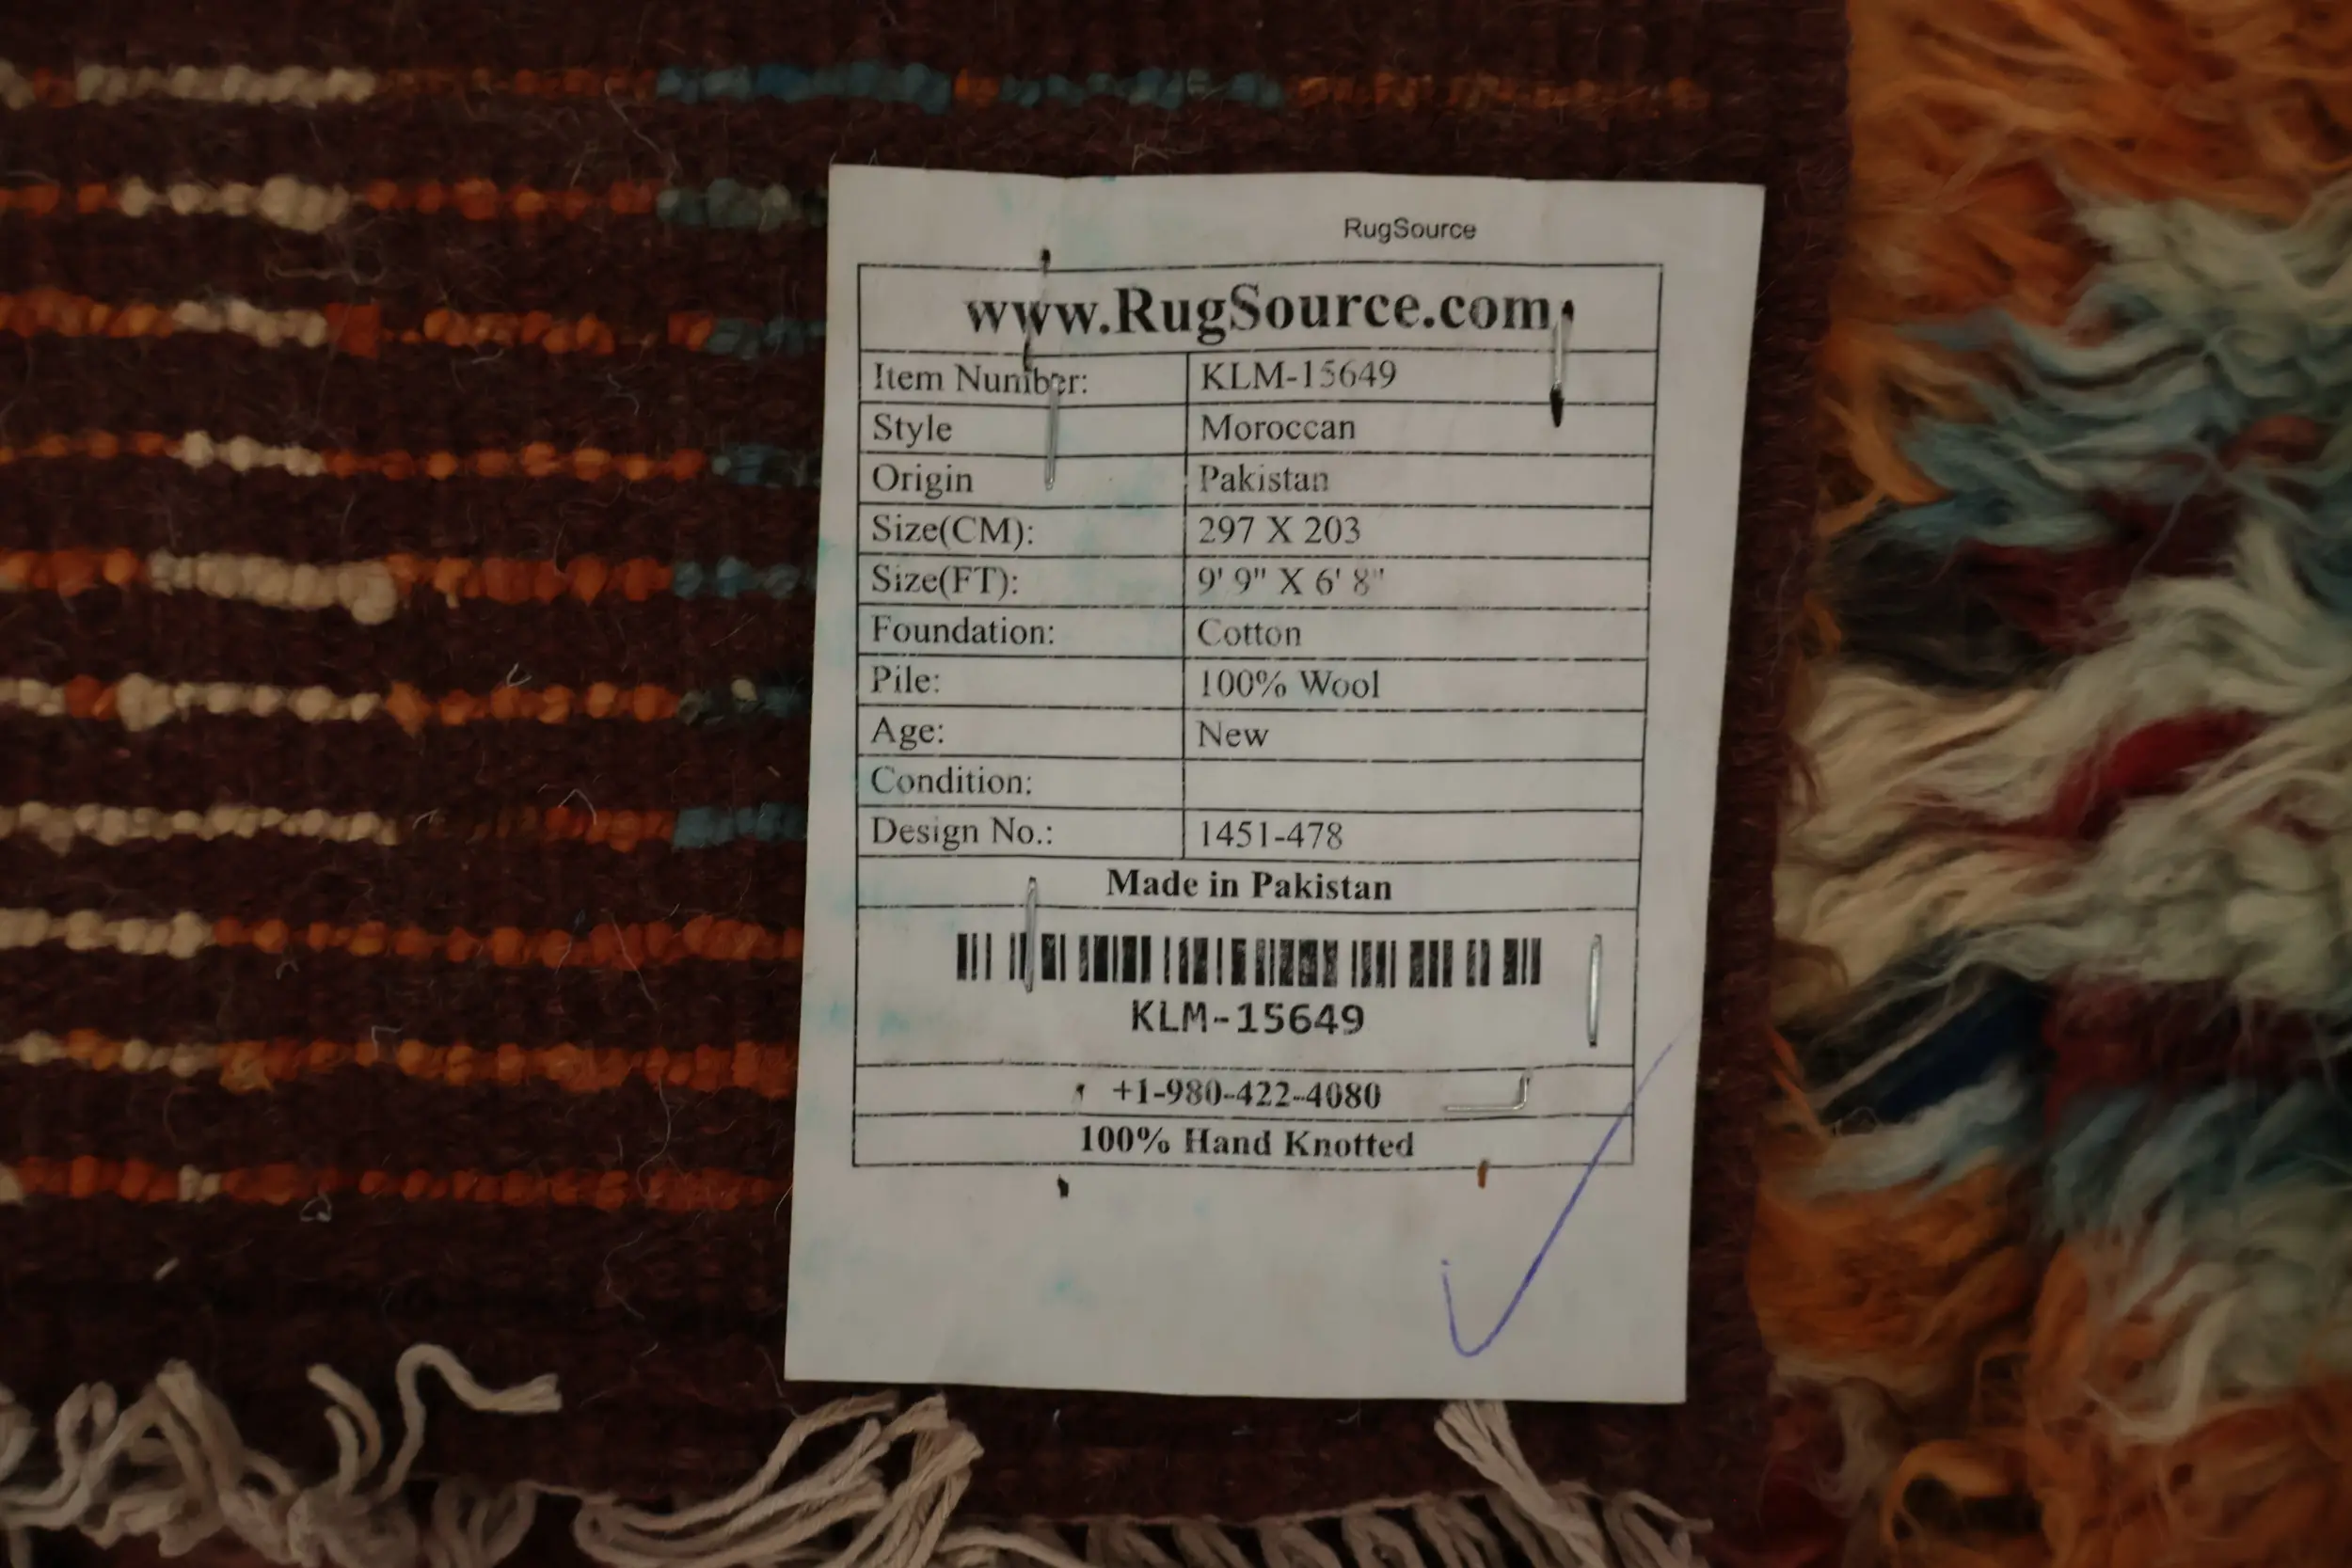 RugSource
www.RugSource.com
Item Number: KLM-15649
Style Moroccan
Origin Pakistan
Size(CM): 297 X 203
Size(FT): 9' 9" X 6' 8"
Foundation: Cotton
Pile: 100% Wool
Age: New
Condition:
Design No.: 1451-478
Made in Pakistan
KLM-15649
+1-980-422-4080
100% Hand Knotted